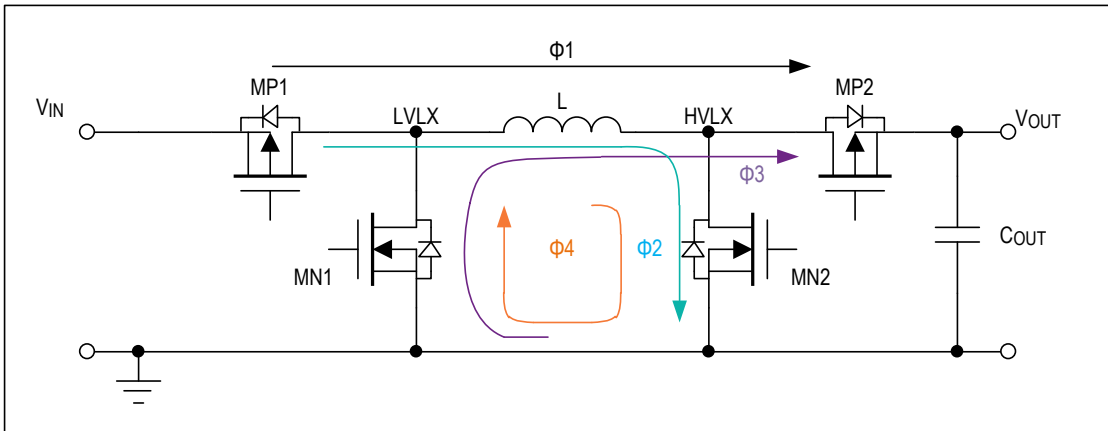 Φ1
MP1
MP2
VIN
LVLX
L
HVLX
VOUT
Φ3
Φ4
Φ2
COUT
MN1
MN2